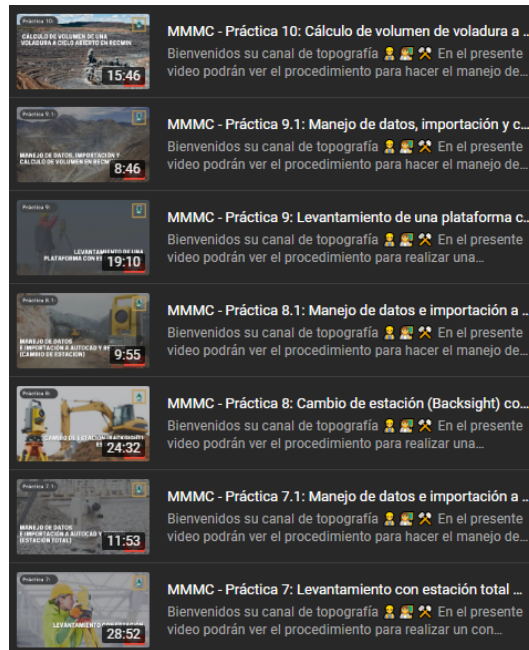 Práctica 10:
CÁLCULO DE VOLUMEN DE UNA
VOLADURA A CIELO ABIERTO EN RECMIN
15:46
MMMC - Práctica 10: Cálculo de volumen de voladura a ...
Bienvenidos su canal de topografía 👷 👩‍🏫 ⚒ En el presente
video podrán ver el procedimiento para hacer el manejo de...
Práctica 9.1:
MANEJO DE DATOS, IMPORTACIÓN Y
CALCULO DE VOLUMEN EN RECMIN
8:46
MMMC - Práctica 9.1: Manejo de datos, importación y c...
Bienvenidos su canal de topografía 👷 👩‍🏫 ⚒ En el presente
video podrán ver el procedimiento para hacer el manejo de...
Práctica 9:
LEVANTAMIENTO DE UNA
PLATAFORMA CON
19:10
MMMC - Práctica 9: Levantamiento de una plataforma c...
Bienvenidos su canal de topografía 👷 👩‍🏫 ⚒ En el presente
video podrán ver el procedimiento para realizar una...
Práctica 8.1:
MANEJO DE DATOS
E IMPORTACIÓN A AUTOCAD Y
(CAMBIO DE ESTACIÓN)
9:55
MMMC - Práctica 8.1: Manejo de datos e importación a ...
Bienvenidos su canal de topografía 👷 👩‍🏫 ⚒ En el presente
video podrán ver el procedimiento para hacer el manejo de...
Práctica 8:
CAMBIO DE ESTACIÓN (BACKSIGHT)
24:32
MMMC - Práctica 8: Cambio de estación (Backsight) co...
Bienvenidos su canal de topografía 👷 👩‍🏫 ⚒ En el presente
video podrán ver el procedimiento para realizar una...
Práctica 7.1:
MANEJO DE DATOS
E IMPORTACIÓN A AUTOCAD Y
(ESTACIÓN TOTAL)
11:53
MMMC - Práctica 7.1: Manejo de datos e importación a ...
Bienvenidos su canal de topografía 👷 👩‍🏫 ⚒ En el presente
video podrán ver el procedimiento para hacer el manejo de...
Práctica 7:
LEVANTAMIENTO CON
28:52
MMMC - Práctica 7: Levantamiento con estación total ...
Bienvenidos su canal de topografía 👷 👩‍🏫 ⚒ En el presente
video podrán ver el procedimiento para realizar un con...